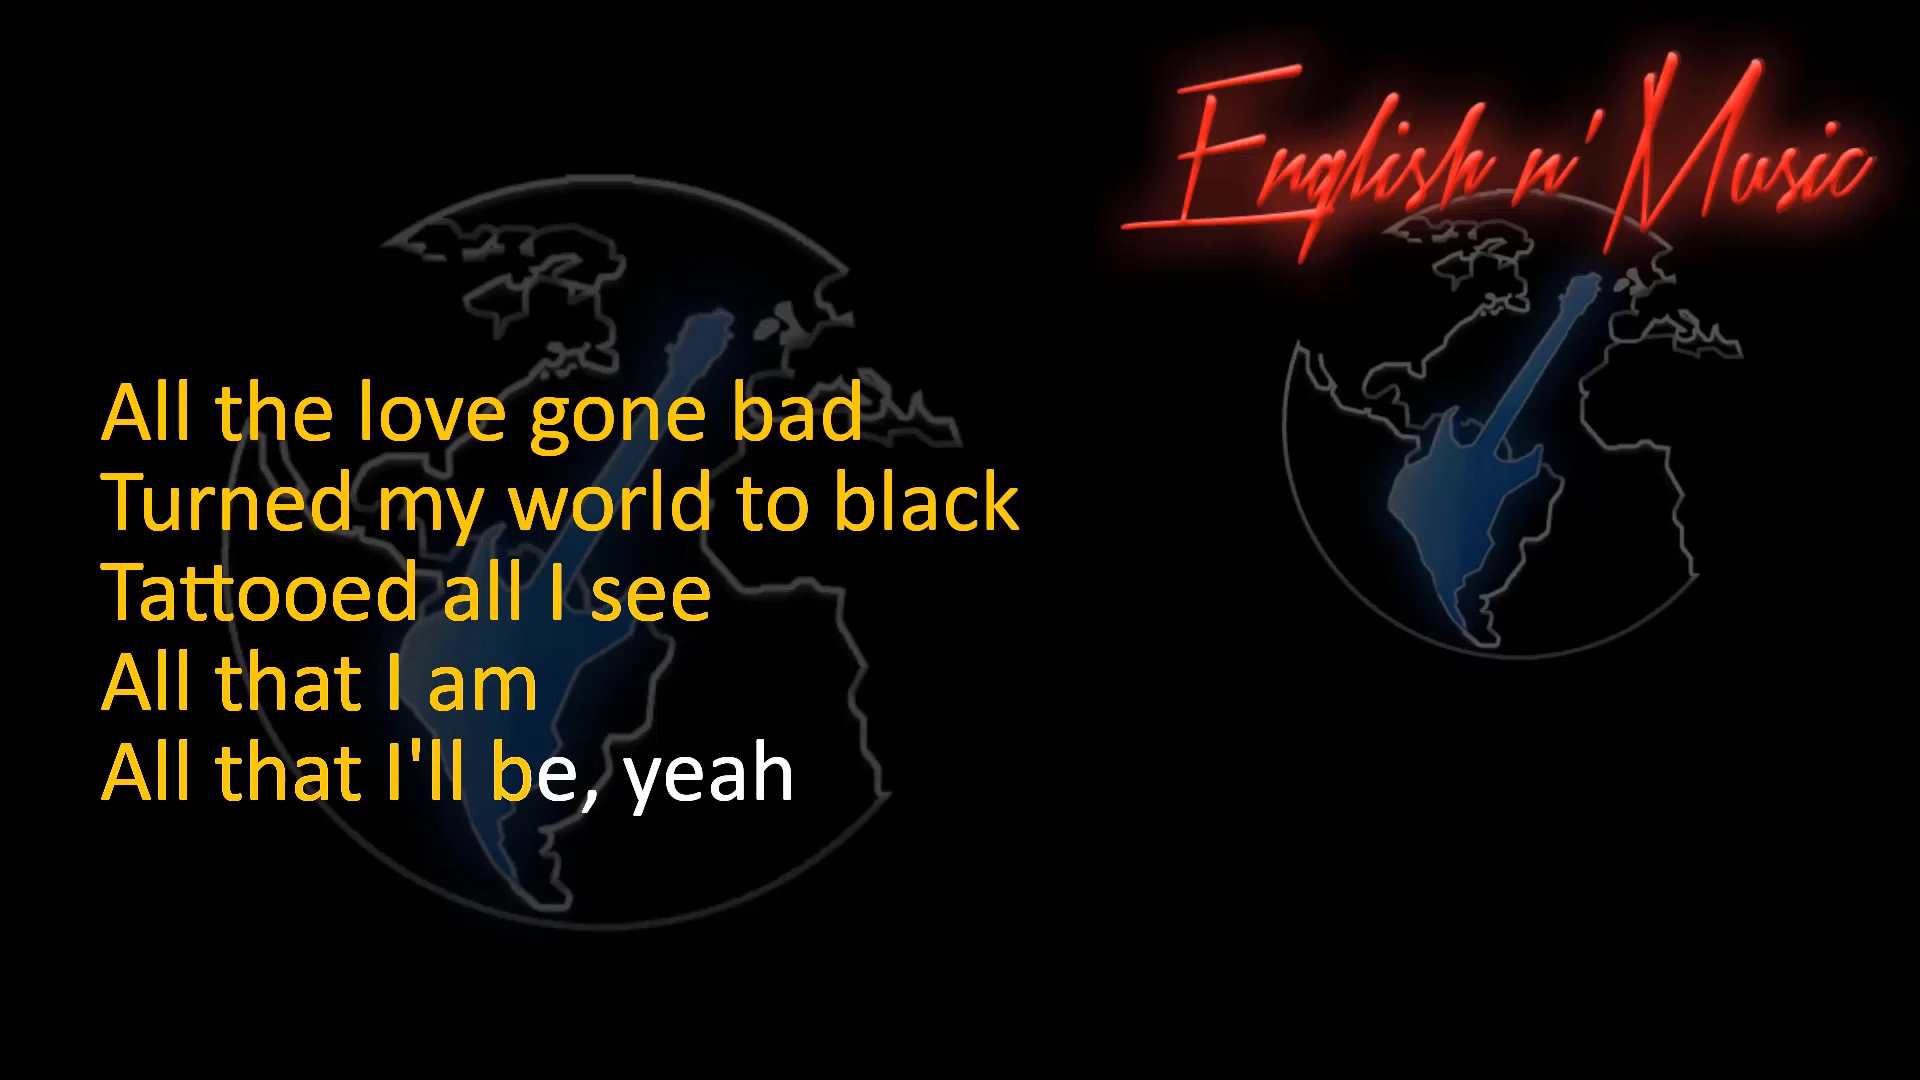 English n' Music
All the love gone bad
Turned my world to black
Tattooed all I see
All that I am
All that I'll be, yeah